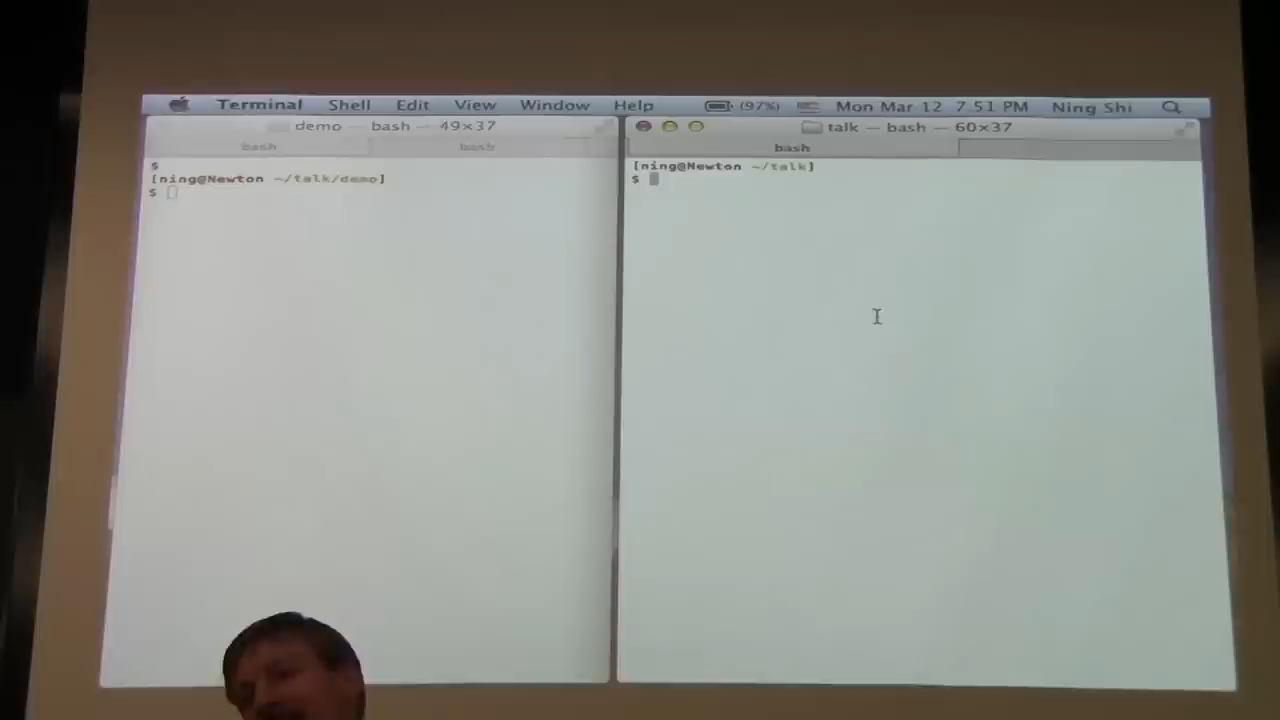 Terminal Shell Edit View Window Help (97%) Mon Mar 12 7:51 PM Ning Shi
demo — bash — 49×37
bash bash
$
[ning@Newton ~/talk/demo]
$
talk — bash — 60×37
bash
[ning@Newton ~/talk]
$